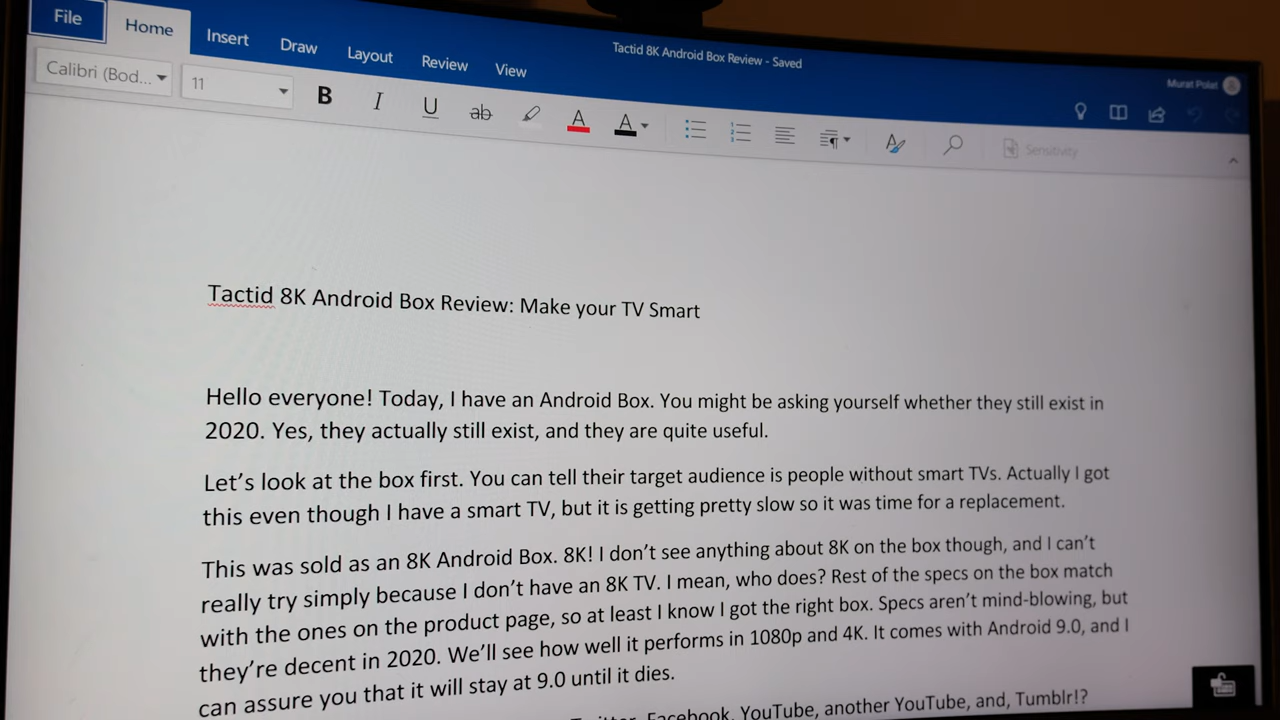 File Home Insert Draw Layout Review View
Tactid 8K Android Box Review - Saved
Murat Polat
Calibri (Bod... 11 B I U ab A A Sensitivity
Tactid 8K Android Box Review: Make your TV Smart
Hello everyone! Today, I have an Android Box. You might be asking yourself whether they still exist in
2020. Yes, they actually still exist, and they are quite useful.
Let’s look at the box first. You can tell their target audience is people without smart TVs. Actually I got
this even though I have a smart TV, but it is getting pretty slow so it was time for a replacement.
This was sold as an 8K Android Box. 8K! I don’t see anything about 8K on the box though, and I can’t
really try simply because I don’t have an 8K TV. I mean, who does? Rest of the specs on the box match
with the ones on the product page, so at least I know I got the right box. Specs aren’t mind-blowing, but
they’re decent in 2020. We’ll see how well it performs in 1080p and 4K. It comes with Android 9.0, and I
can assure you that it will stay at 9.0 until it dies.
Twitter, Facebook, YouTube, another YouTube, and, Tumblr!?